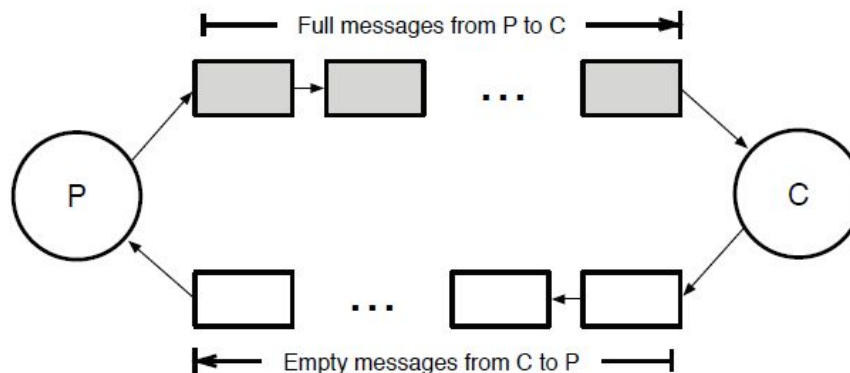 Full messages from P to C
...
P
C
...
Empty messages from C to P